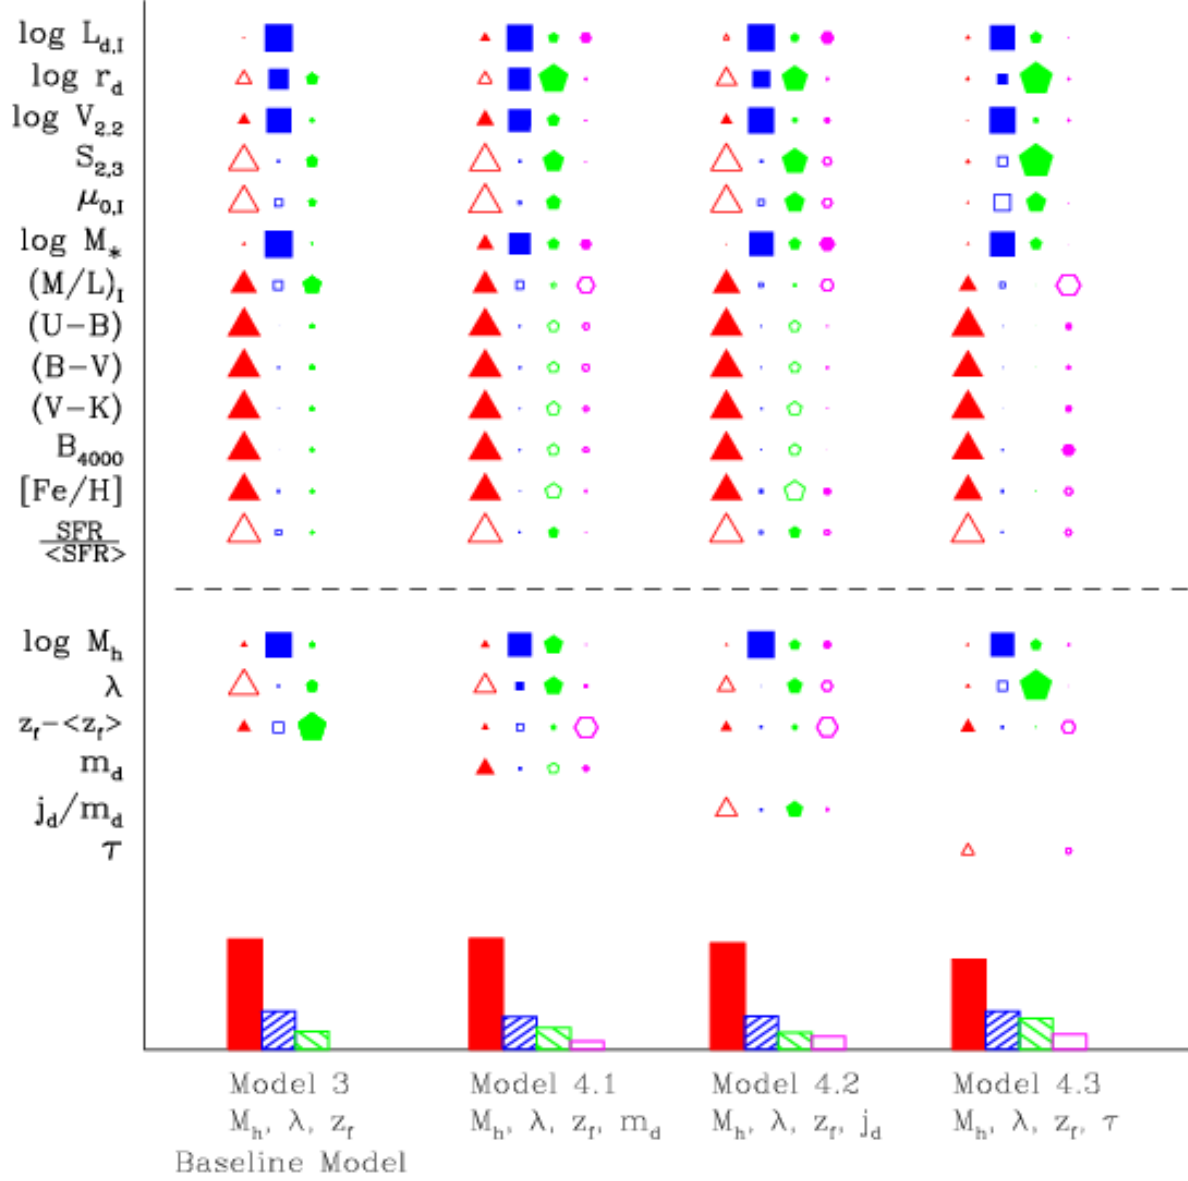 log L_d,I
log r_d
log V_2.2
S_2,3
μ_0,I
log M_*
(M/L)_I
(U−B)
(B−V)
(V−K)
B_4000
[Fe/H]
SFR
<SFR>
log M_h
λ
z_f−<z_f>
m_d
j_d/m_d
τ
Model 3 Model 4.1 Model 4.2 Model 4.3
M_h, λ, z_f M_h, λ, z_f, m_d M_h, λ, z_f, j_d M_h, λ, z_f, τ
Baseline Model